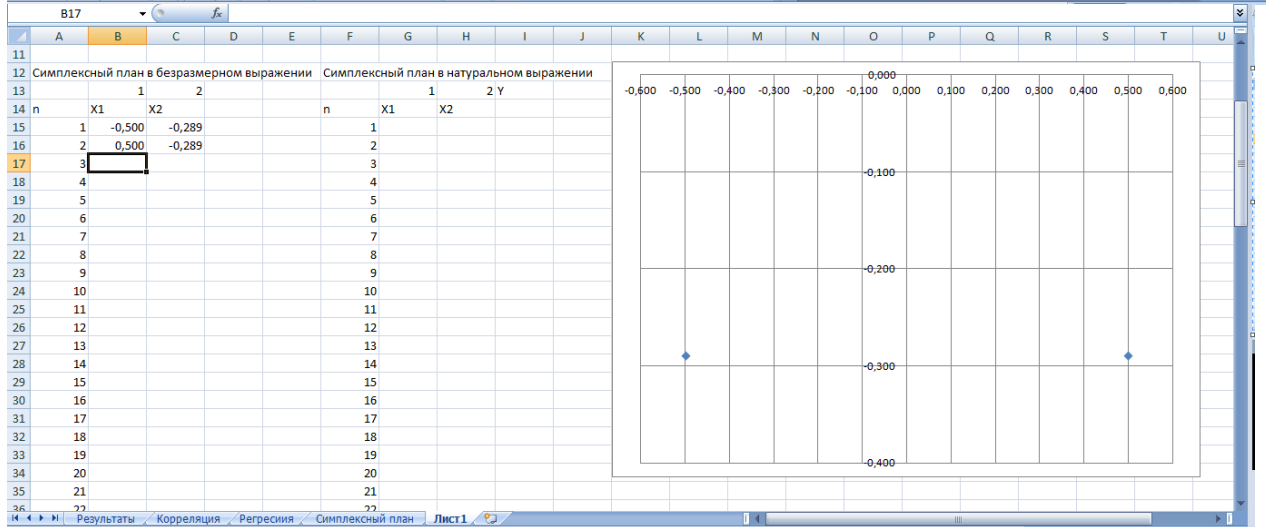 B17 fx
A B C D E F G H I J K L M N O P Q R S T U
11
12 Симплексный план в безразмерном выражении Симплексный план в натуральном выражении
13 1 2 1 2 Y
14 n X1 X2 n X1 X2
15 1 -0,500 -0,289 1
16 2 0,500 -0,289 2
17 3 3
18 4 4
19 5 5
20 6 6
21 7 7
22 8 8
23 9 9
24 10 10
25 11 11
26 12 12
27 13 13
28 14 14
29 15 15
30 16 16
31 17 17
32 18 18
33 19 19
34 20 20
35 21 21
36 22 22
0,000
-0,600 -0,500 -0,400 -0,300 -0,200 -0,100 0,000 0,100 0,200 0,300 0,400 0,500 0,600
-0,100
-0,200
-0,300
-0,400
Результаты Корреляция Регресиия Симплексный план Лист1